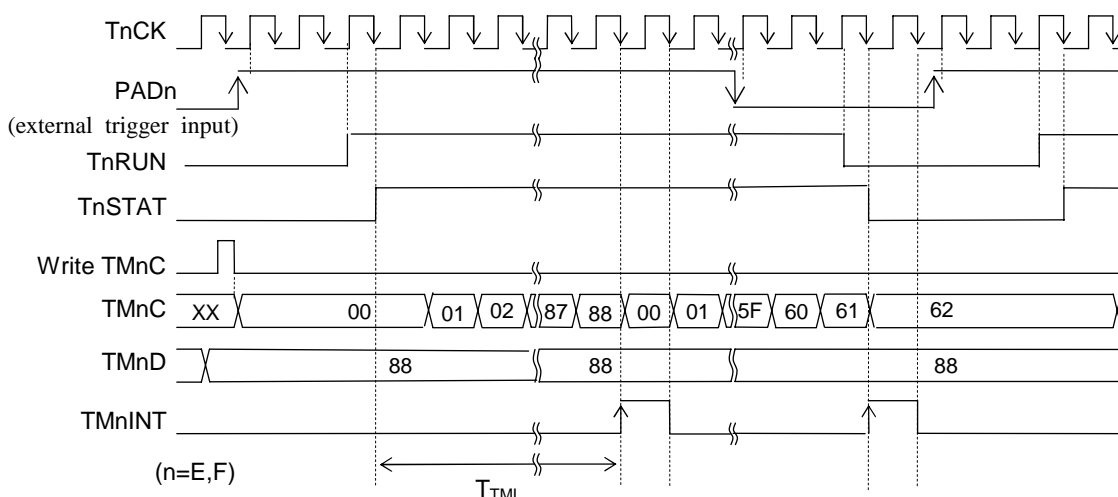 TnCK
PADn
(external trigger input)
TnRUN
TnSTAT
Write TMnC
TMnC XX 00 01 02 87 88 00 01 5F 60 61 62
TMnD 88 88 88
TMnINT
(n=E,F)
TTMI